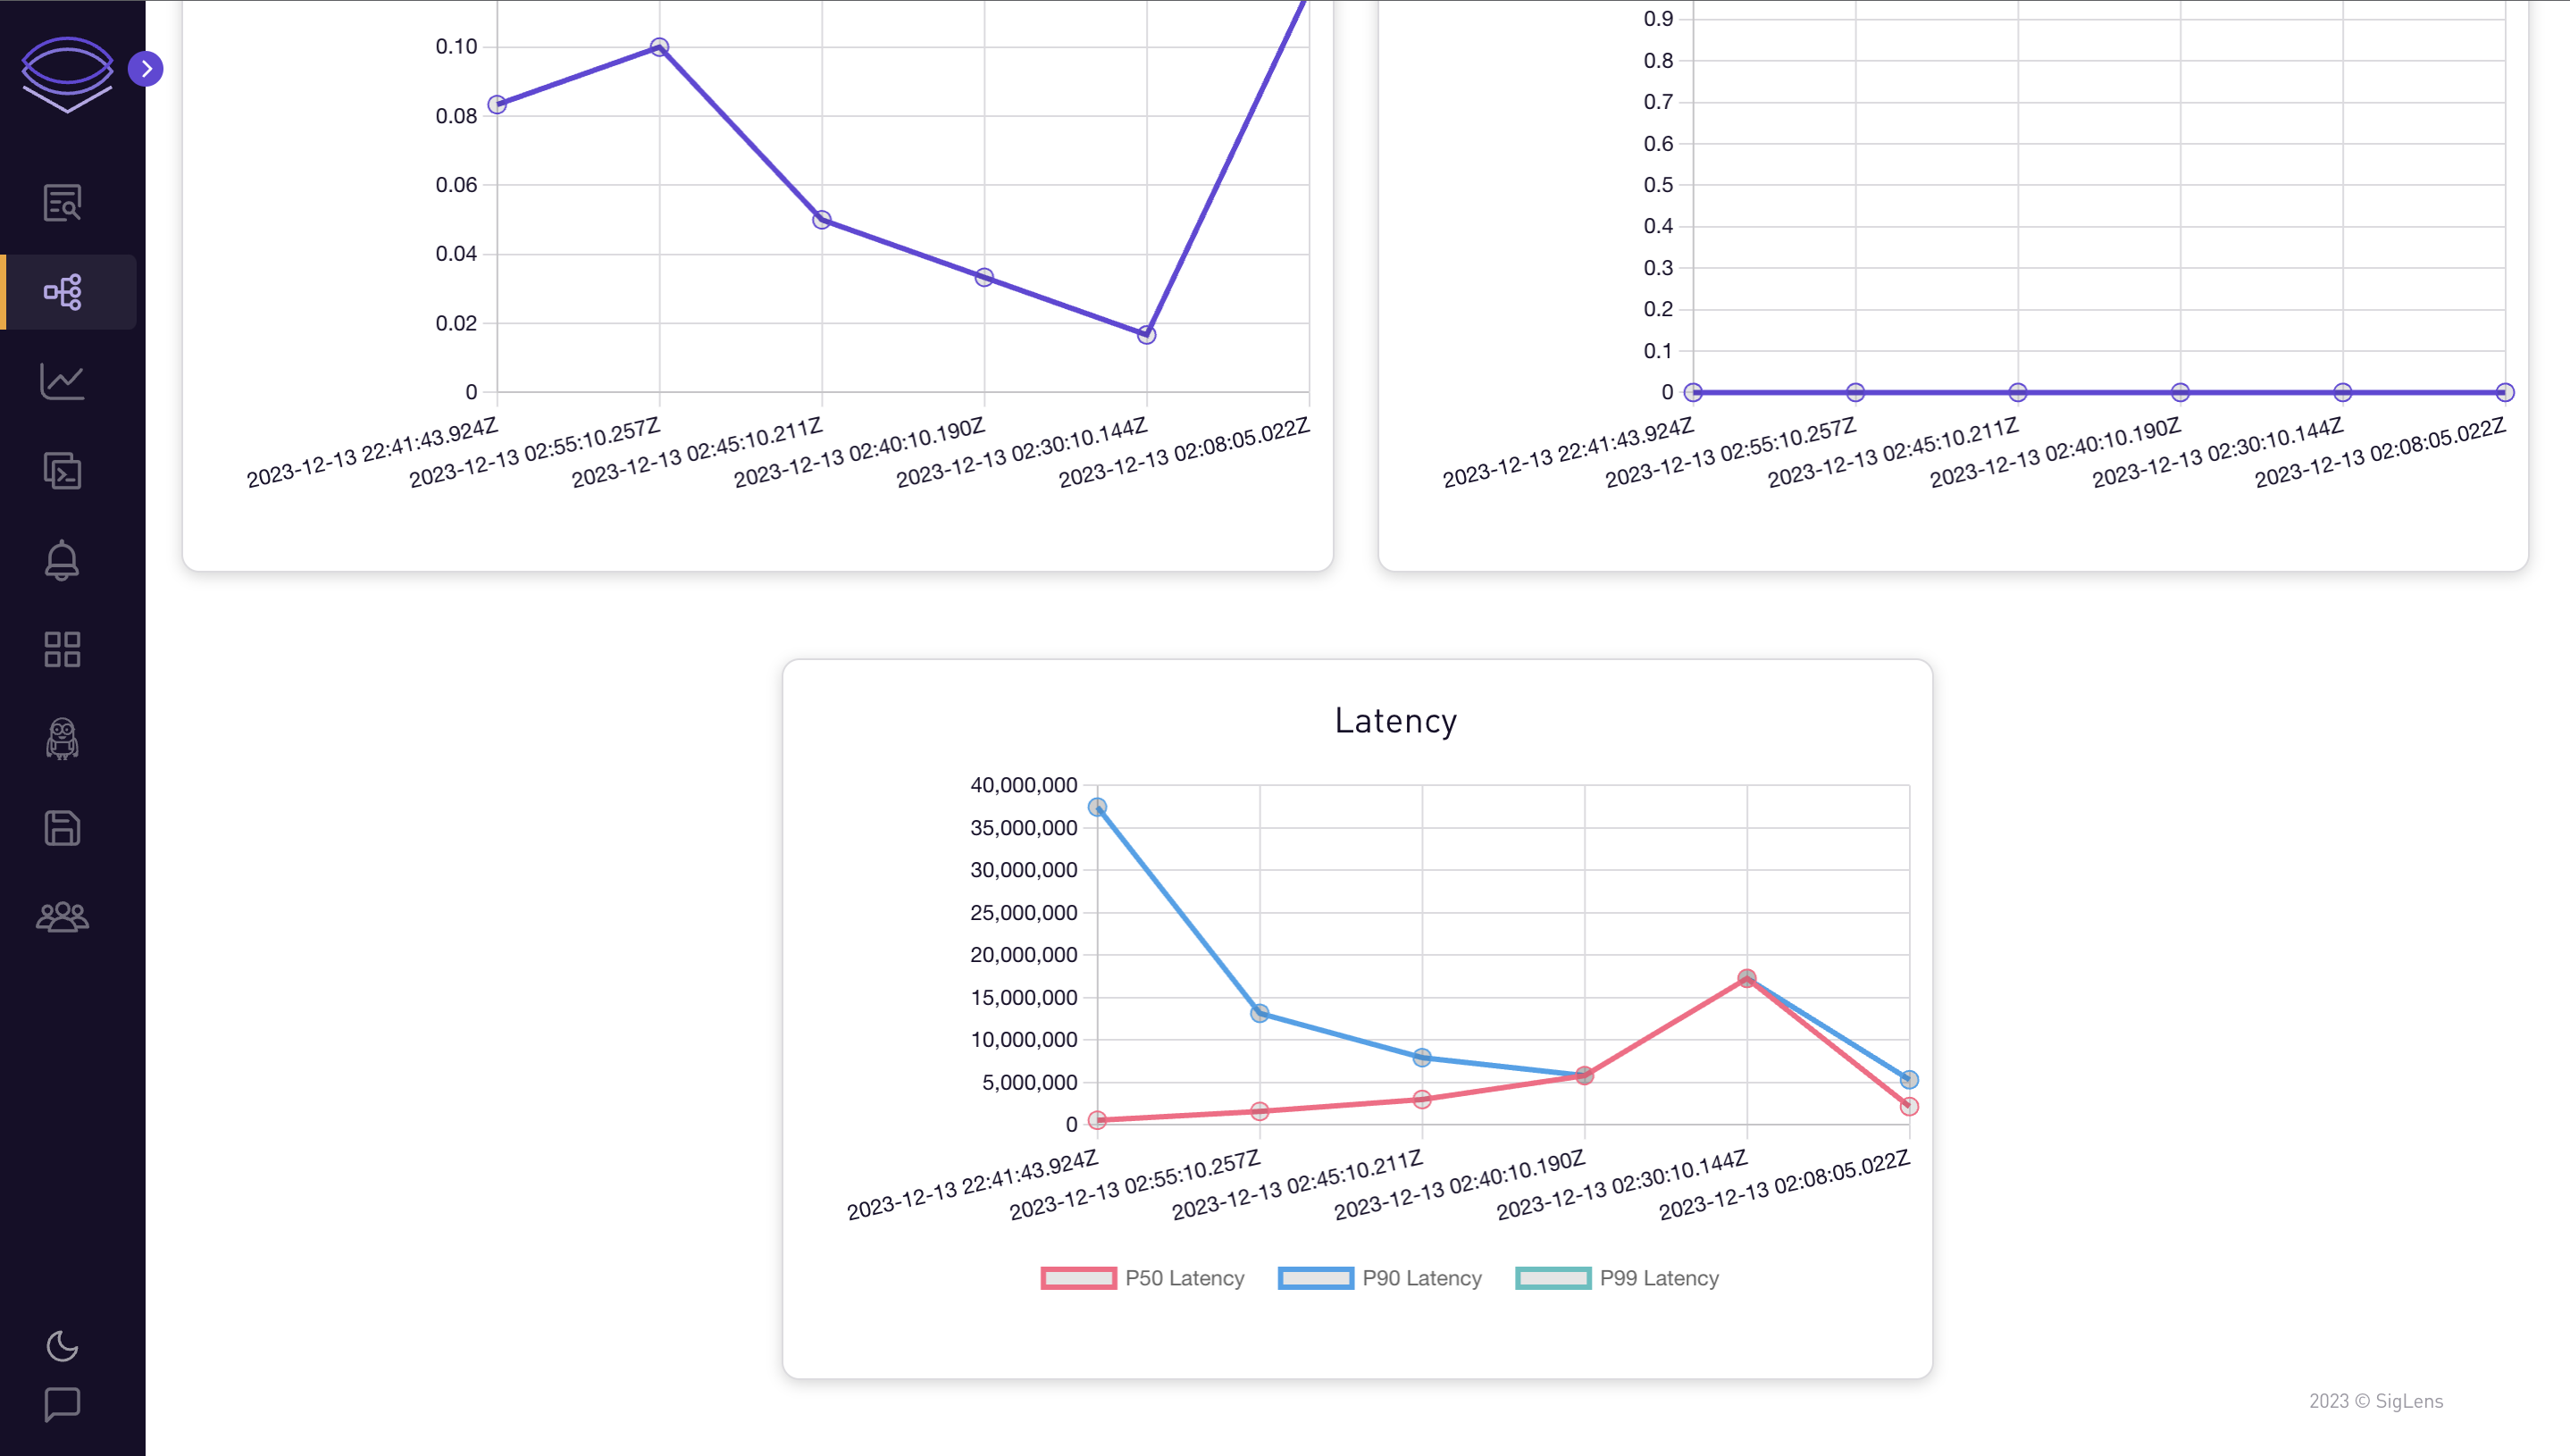 0.10
0.08
0.06
0.04
0.02
0
2023-12-13 22:41:43.924Z
2023-12-13 02:55:10.257Z
2023-12-13 02:45:10.211Z
2023-12-13 02:40:10.190Z
2023-12-13 02:30:10.144Z
2023-12-13 02:08:05.022Z
0.9
0.8
0.7
0.6
0.5
0.4
0.3
0.2
0.1
0
2023-12-13 22:41:43.924Z
2023-12-13 02:55:10.257Z
2023-12-13 02:45:10.211Z
2023-12-13 02:40:10.190Z
2023-12-13 02:30:10.144Z
2023-12-13 02:08:05.022Z
Latency
40,000,000
35,000,000
30,000,000
25,000,000
20,000,000
15,000,000
10,000,000
5,000,000
0
2023-12-13 22:41:43.924Z
2023-12-13 02:55:10.257Z
2023-12-13 02:45:10.211Z
2023-12-13 02:40:10.190Z
2023-12-13 02:30:10.144Z
2023-12-13 02:08:05.022Z
P50 Latency P90 Latency P99 Latency
2023 © SigLens